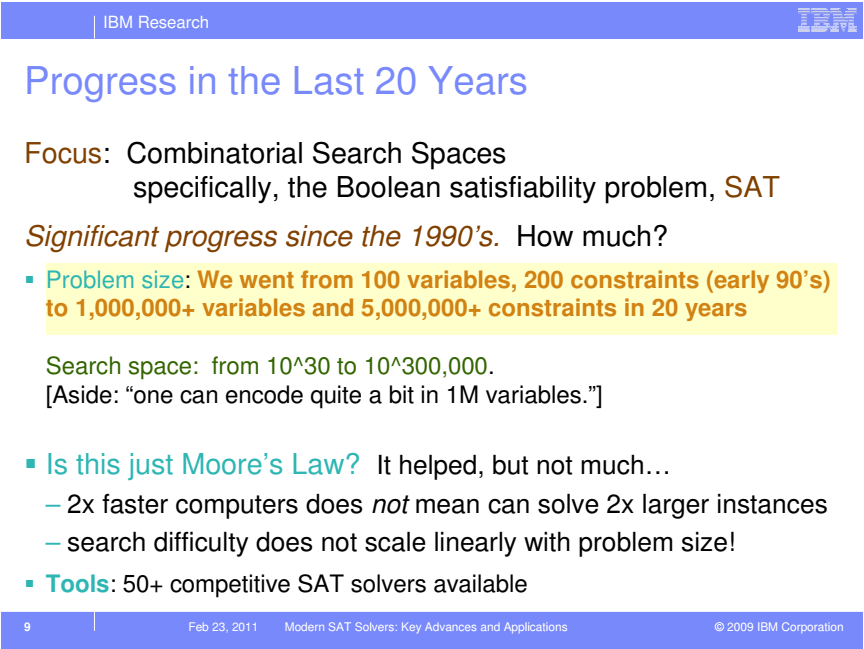 IBM Research
IBM
Progress in the Last 20 Years
Focus: Combinatorial Search Spaces
specifically, the Boolean satisfiability problem, SAT
Significant progress since the 1990's. How much?
▪ Problem size: We went from 100 variables, 200 constraints (early 90's)
to 1,000,000+ variables and 5,000,000+ constraints in 20 years
Search space: from 10^30 to 10^300,000.
[Aside: “one can encode quite a bit in 1M variables.”]
▪ Is this just Moore's Law? It helped, but not much…
– 2x faster computers does not mean can solve 2x larger instances
– search difficulty does not scale linearly with problem size!
▪ Tools: 50+ competitive SAT solvers available
9 Feb 23, 2011 Modern SAT Solvers: Key Advances and Applications © 2009 IBM Corporation